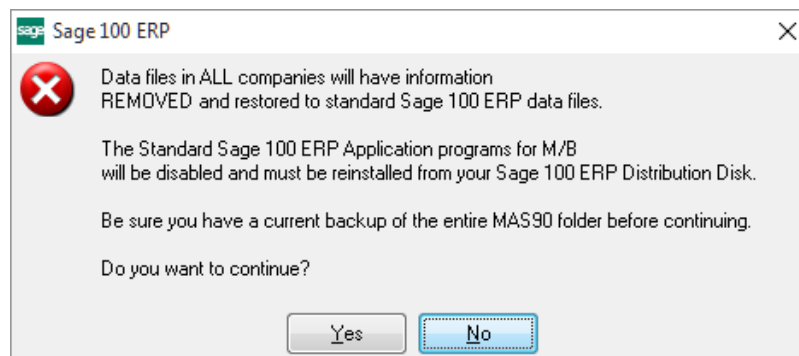 sage Sage 100 ERP
Data files in ALL companies will have information
REMOVED and restored to standard Sage 100 ERP data files.
The Standard Sage 100 ERP Application programs for M/B
will be disabled and must be reinstalled from your Sage 100 ERP Distribution Disk.
Be sure you have a current backup of the entire MAS90 folder before continuing.
Do you want to continue?
Yes No